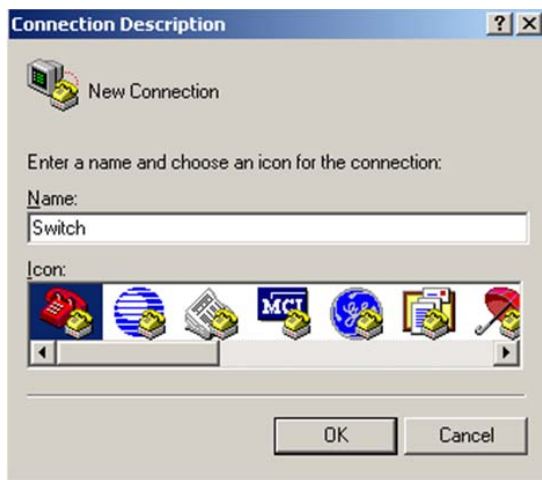 Connection Description
New Connection
Enter a name and choose an icon for the connection:
Name:
Switch
Icon:
MCI
OK Cancel